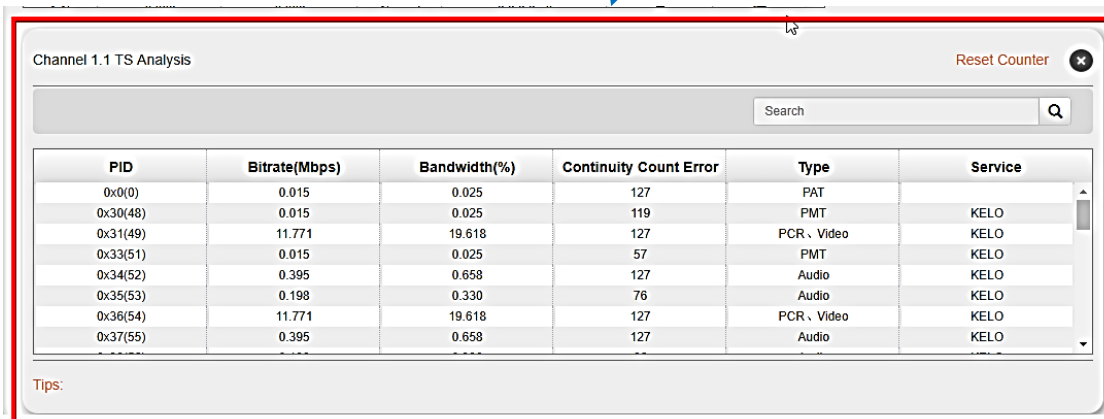 Channel 1.1 TS Analysis Reset Counter
Search
PID Bitrate(Mbps) Bandwidth(%) Continuity Count Error Type Service
0x0(0) 0.015 0.025 127 PAT
0x30(48) 0.015 0.025 119 PMT KELO
0x31(49) 11.771 19.618 127 PCR、Video KELO
0x33(51) 0.015 0.025 57 PMT KELO
0x34(52) 0.395 0.658 127 Audio KELO
0x35(53) 0.198 0.330 76 Audio KELO
0x36(54) 11.771 19.618 127 PCR、Video KELO
0x37(55) 0.395 0.658 127 Audio KELO
Tips: